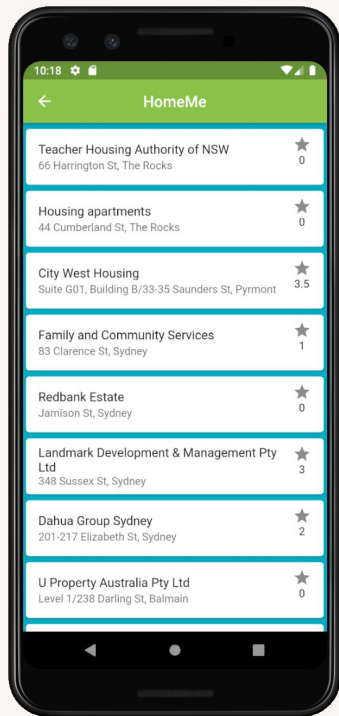 10:18
HomeMe
Teacher Housing Authority of NSW
66 Harrington St, The Rocks
0
Housing apartments
44 Cumberland St, The Rocks
0
City West Housing
Suite G01, Building B/33-35 Saunders St, Pyrmont
3.5
Family and Community Services
83 Clarence St, Sydney
1
Redbank Estate
Jamison St, Sydney
0
Landmark Development & Management Pty
Ltd
348 Sussex St, Sydney
3
Dahua Group Sydney
201-217 Elizabeth St, Sydney
2
U Property Australia Pty Ltd
Level 1/238 Darling St, Balmain
0